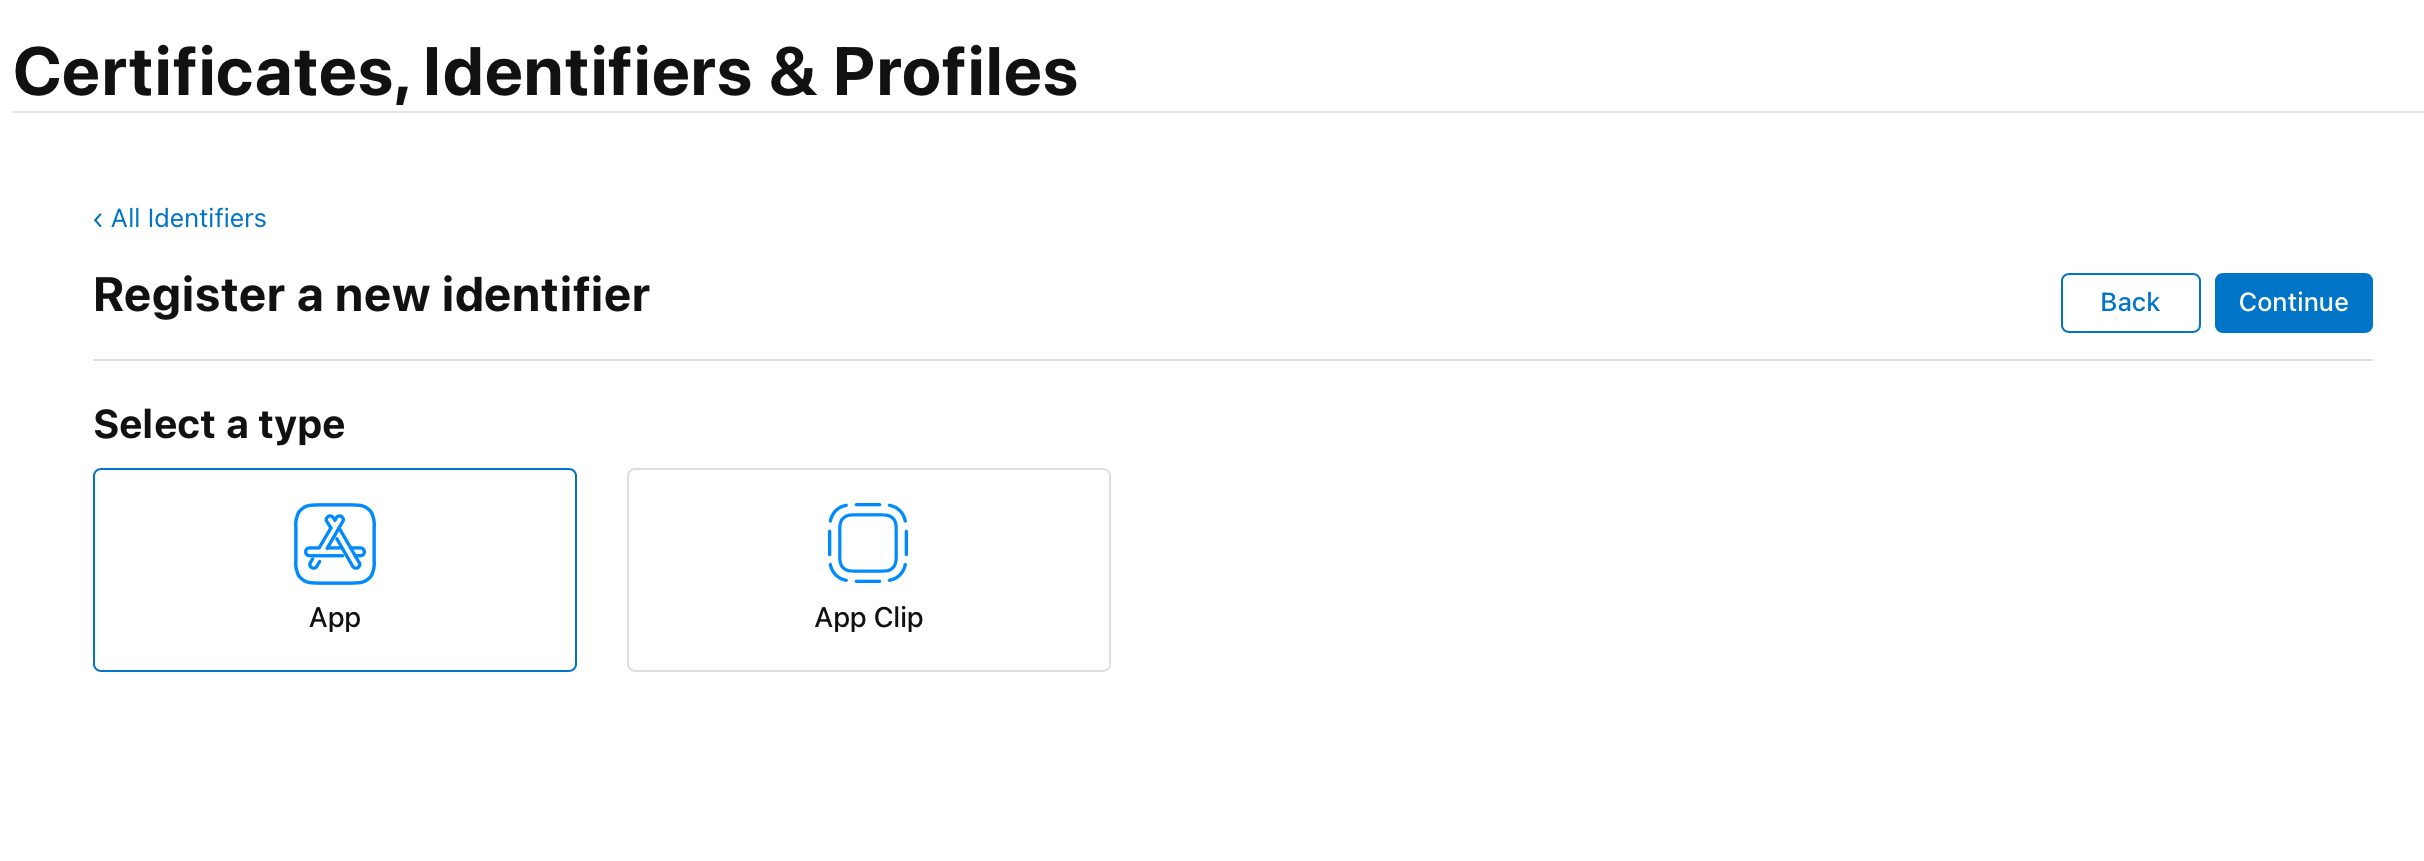 Certificates, Identifiers & Profiles
‹ All Identifiers
Register a new identifier
Back
Continue
Select a type
App
App Clip